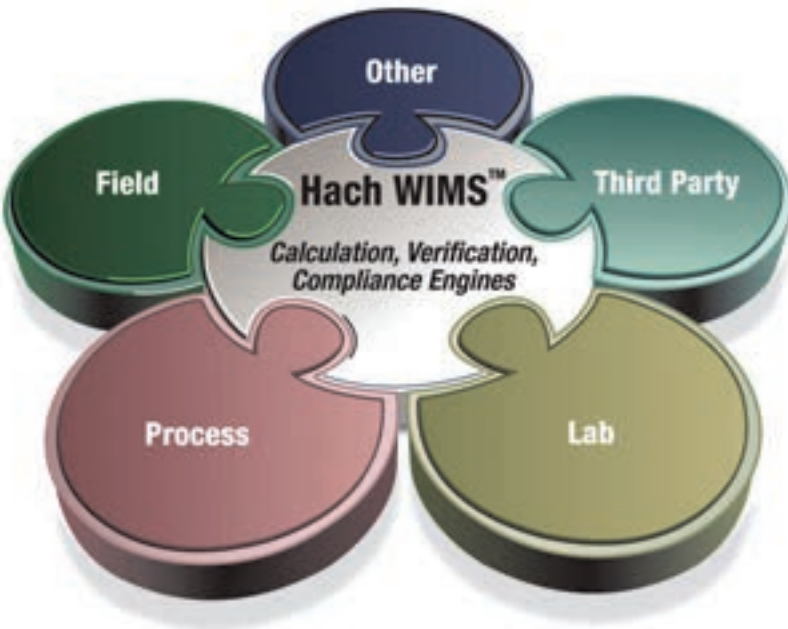 Other
Field
Hach WIMS™
Third Party
Calculation, Verification,
Compliance Engines
Process
Lab